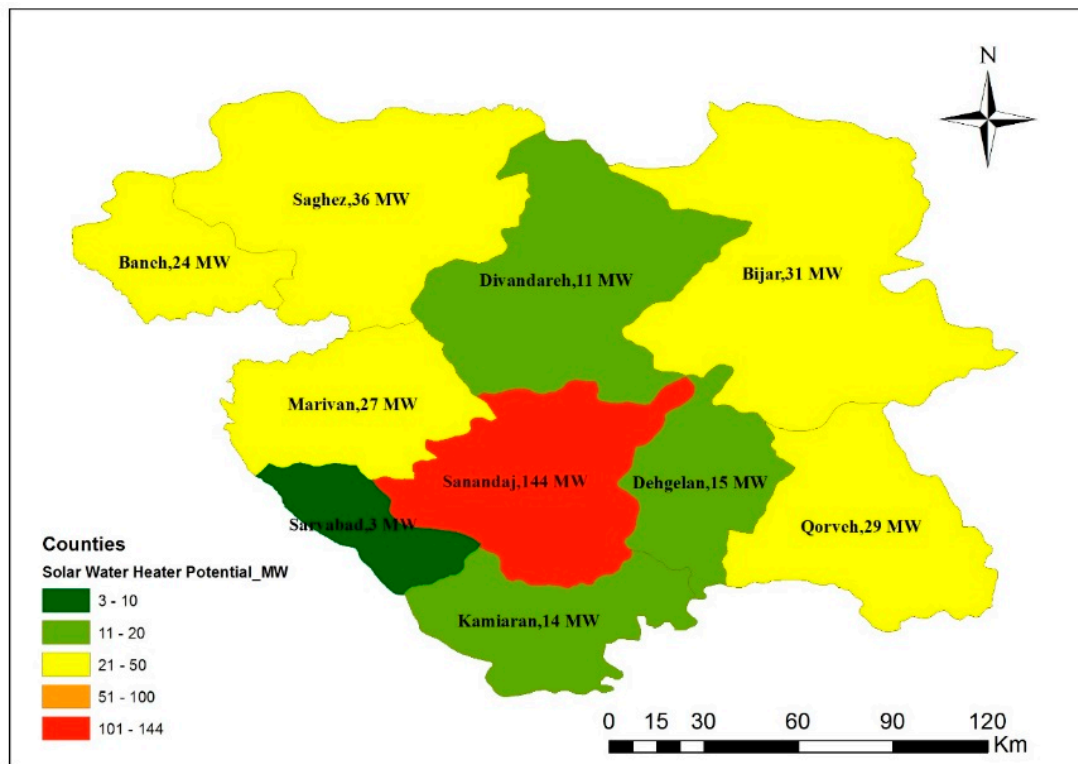 N
Saghez,36 MW
Baneh,24 MW
Divandareh,11 MW
Bijar,31 MW
Marivan,27 MW
Sanandaj,144 MW
Dehgelan,15 MW
Sarvabad,3 MW
Qorveh,29 MW
Kamiaran,14 MW
Counties
Solar Water Heater Potential_MW
3 - 10
11 - 20
21 - 50
51 - 100
101 - 144
0 15 30 60 90 120
Km